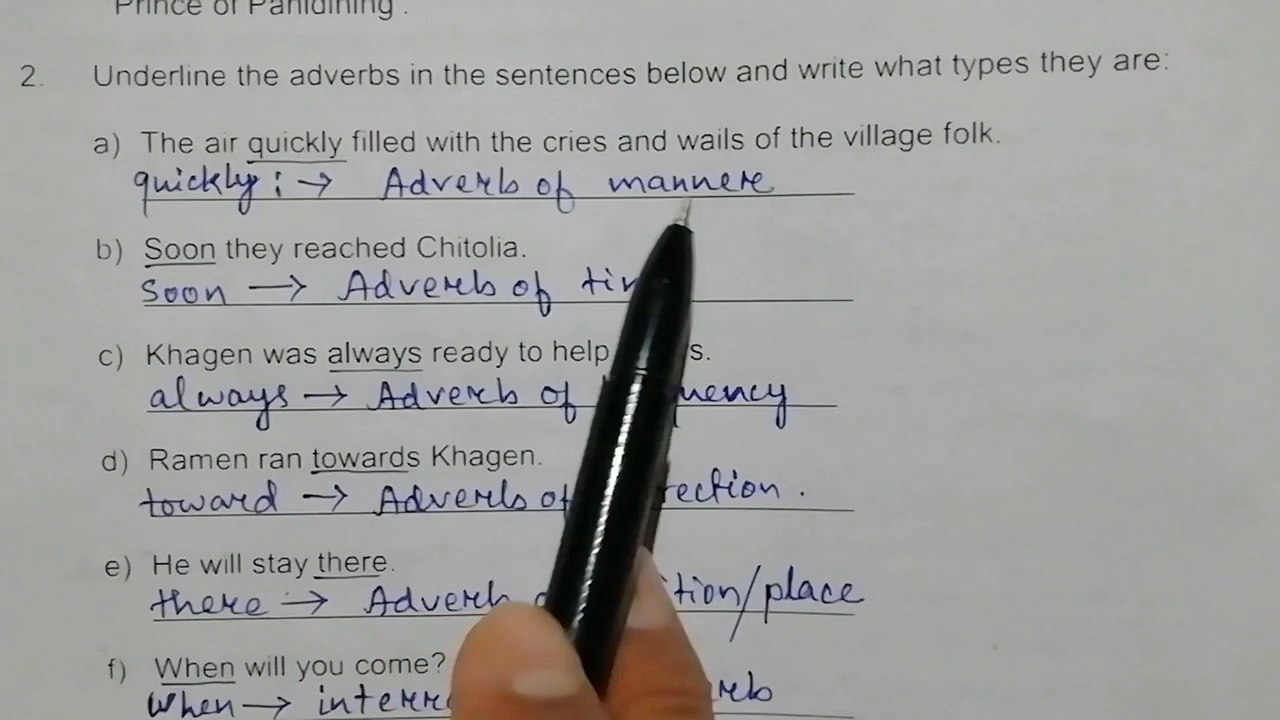 Prince of Panidihing.
2. Underline the adverbs in the sentences below and write what types they are:
a) The air quickly filled with the cries and wails of the village folk.
quickly : → Adverb of manner
b) Soon they reached Chitolia.
soon → Adverb of
c) Khagen was always ready to help
always → Adverb of
d) Ramen ran towards Khagen.
toward → Adverb of
e) He will stay there.
there → Adverb /place
f) When will you come?
When →